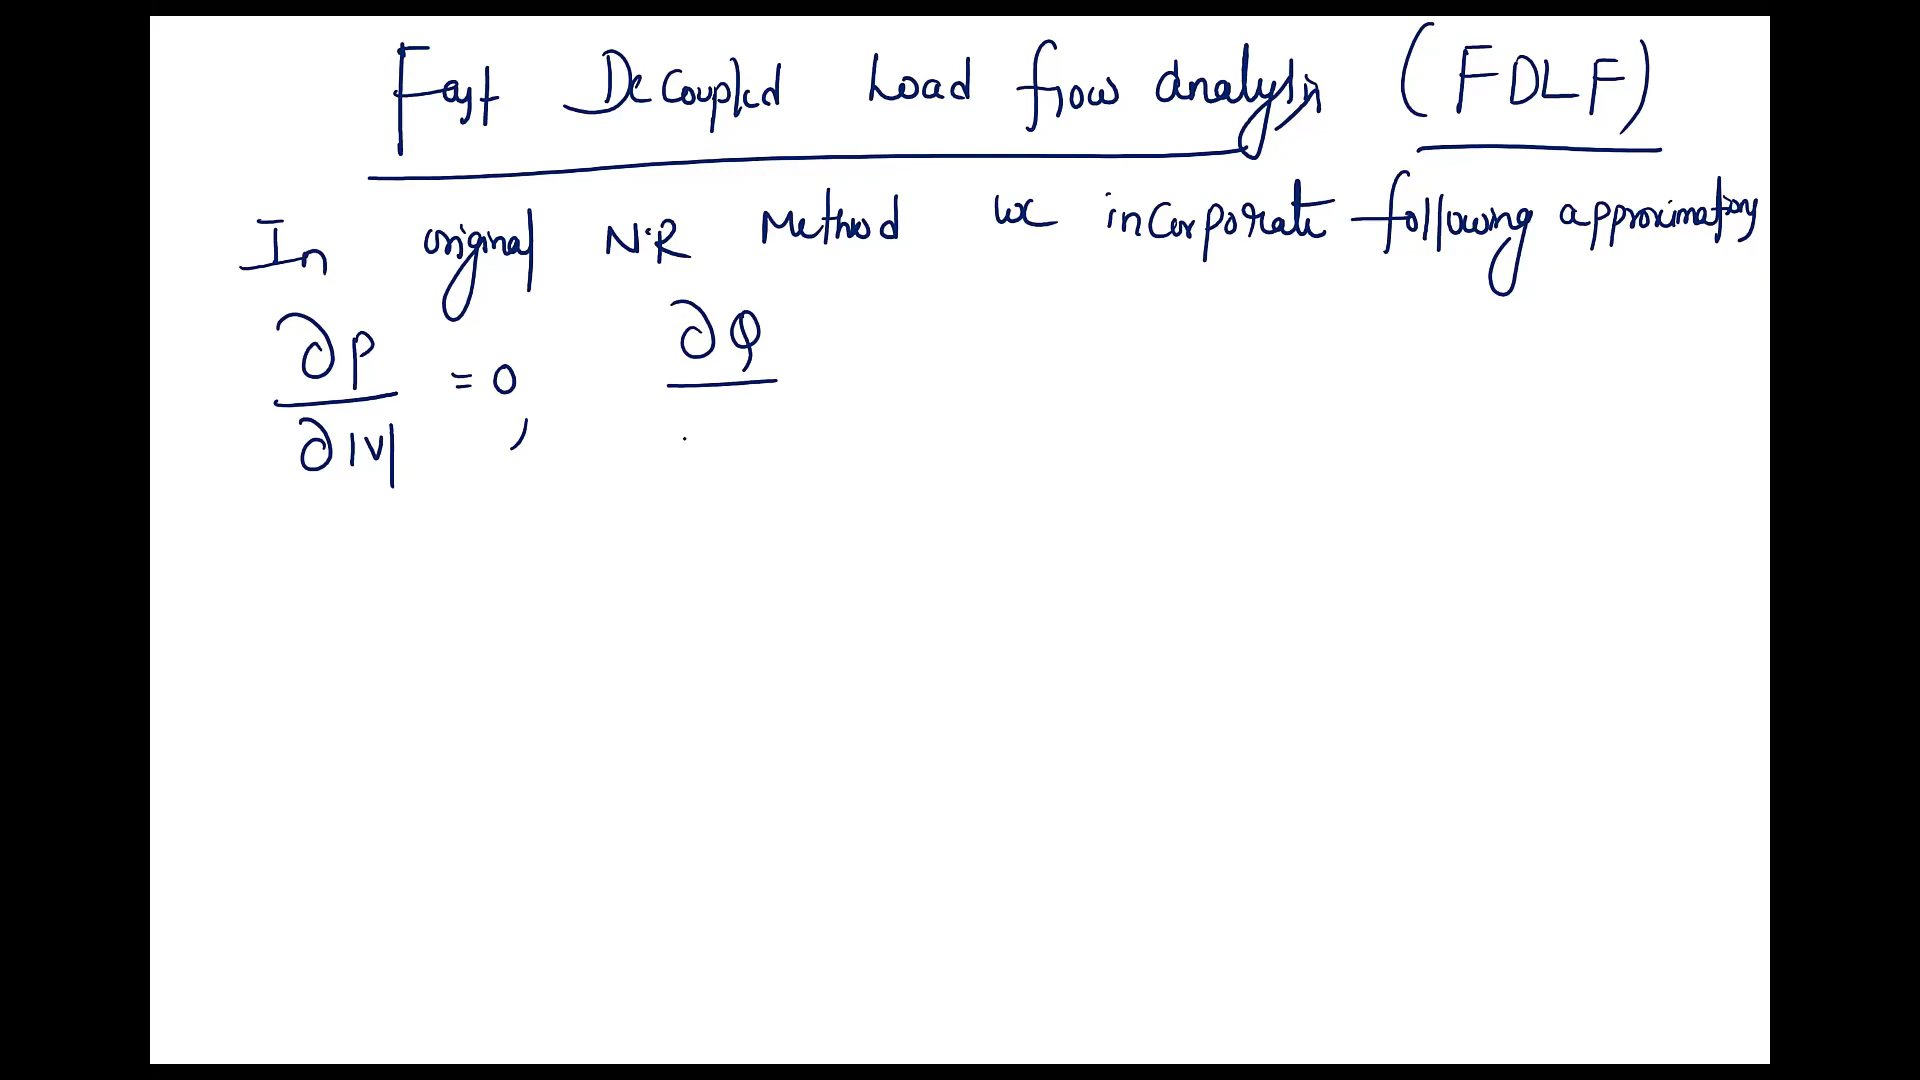 Fast Decoupled Load flow analysis (FDLF)
In original N.R Method we incorporate following approximations
∂P/∂|V| = 0, ∂Q